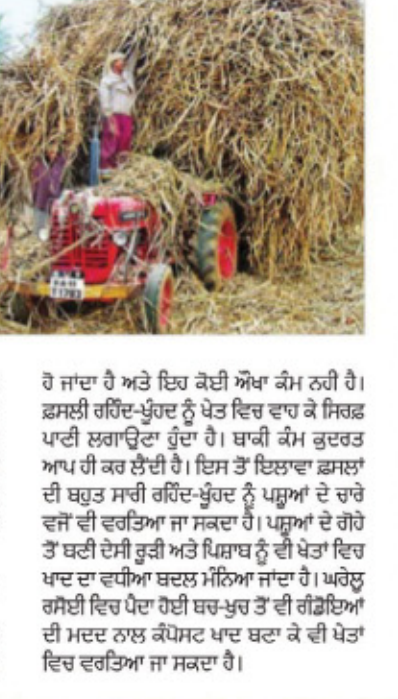 ਹੋ ਜਾਂਦਾ ਹੈ ਅਤੇ ਇਹ ਕੋਈ ਔਖਾ ਕੰਮ ਨਹੀ ਹੈ।
ਫ਼ਸਲੀ ਰਹਿੰਦ-ਖੂੰਹਦ ਨੂੰ ਖੇਤ ਵਿਚ ਵਾਹ ਕੇ ਸਿਰਫ਼
ਪਾਣੀ ਲਗਾਉਣਾ ਹੁੰਦਾ ਹੈ। ਬਾਕੀ ਕੰਮ ਕੁਦਰਤ
ਆਪ ਹੀ ਕਰ ਲੈਂਦੀ ਹੈ। ਇਸ ਤੋਂ ਇਲਾਵਾ ਫ਼ਸਲਾਂ
ਦੀ ਬਹੁਤ ਸਾਰੀ ਰਹਿੰਦ-ਖੂੰਹਦ ਨੂੰ ਪਸ਼ੂਆਂ ਦੇ ਚਾਰੇ
ਵਜੋਂ ਵੀ ਵਰਤਿਆ ਜਾ ਸਕਦਾ ਹੈ। ਪਸ਼ੂਆਂ ਦੇ ਗੋਹੇ
ਤੋਂ ਬਣੀ ਦੇਸੀ ਰੂੜੀ ਅਤੇ ਪਿਸ਼ਾਬ ਨੂੰ ਵੀ ਖੇਤਾਂ ਵਿਚ
ਖਾਦ ਦਾ ਵਧੀਆ ਬਦਲ ਮੰਨਿਆ ਜਾਂਦਾ ਹੈ। ਘਰੇਲੂ
ਰਸੋਈ ਵਿਚ ਪੈਦਾ ਹੋਈ ਬਚ-ਖੁਚ ਤੋਂ ਵੀ ਗੰਡੋਇਆਂ
ਦੀ ਮਦਦ ਨਾਲ ਕੰਪੋਸਟ ਖਾਦ ਬਣਾ ਕੇ ਵੀ ਖੇਤਾਂ
ਵਿਚ ਵਰਤਿਆ ਜਾ ਸਕਦਾ ਹੈ।